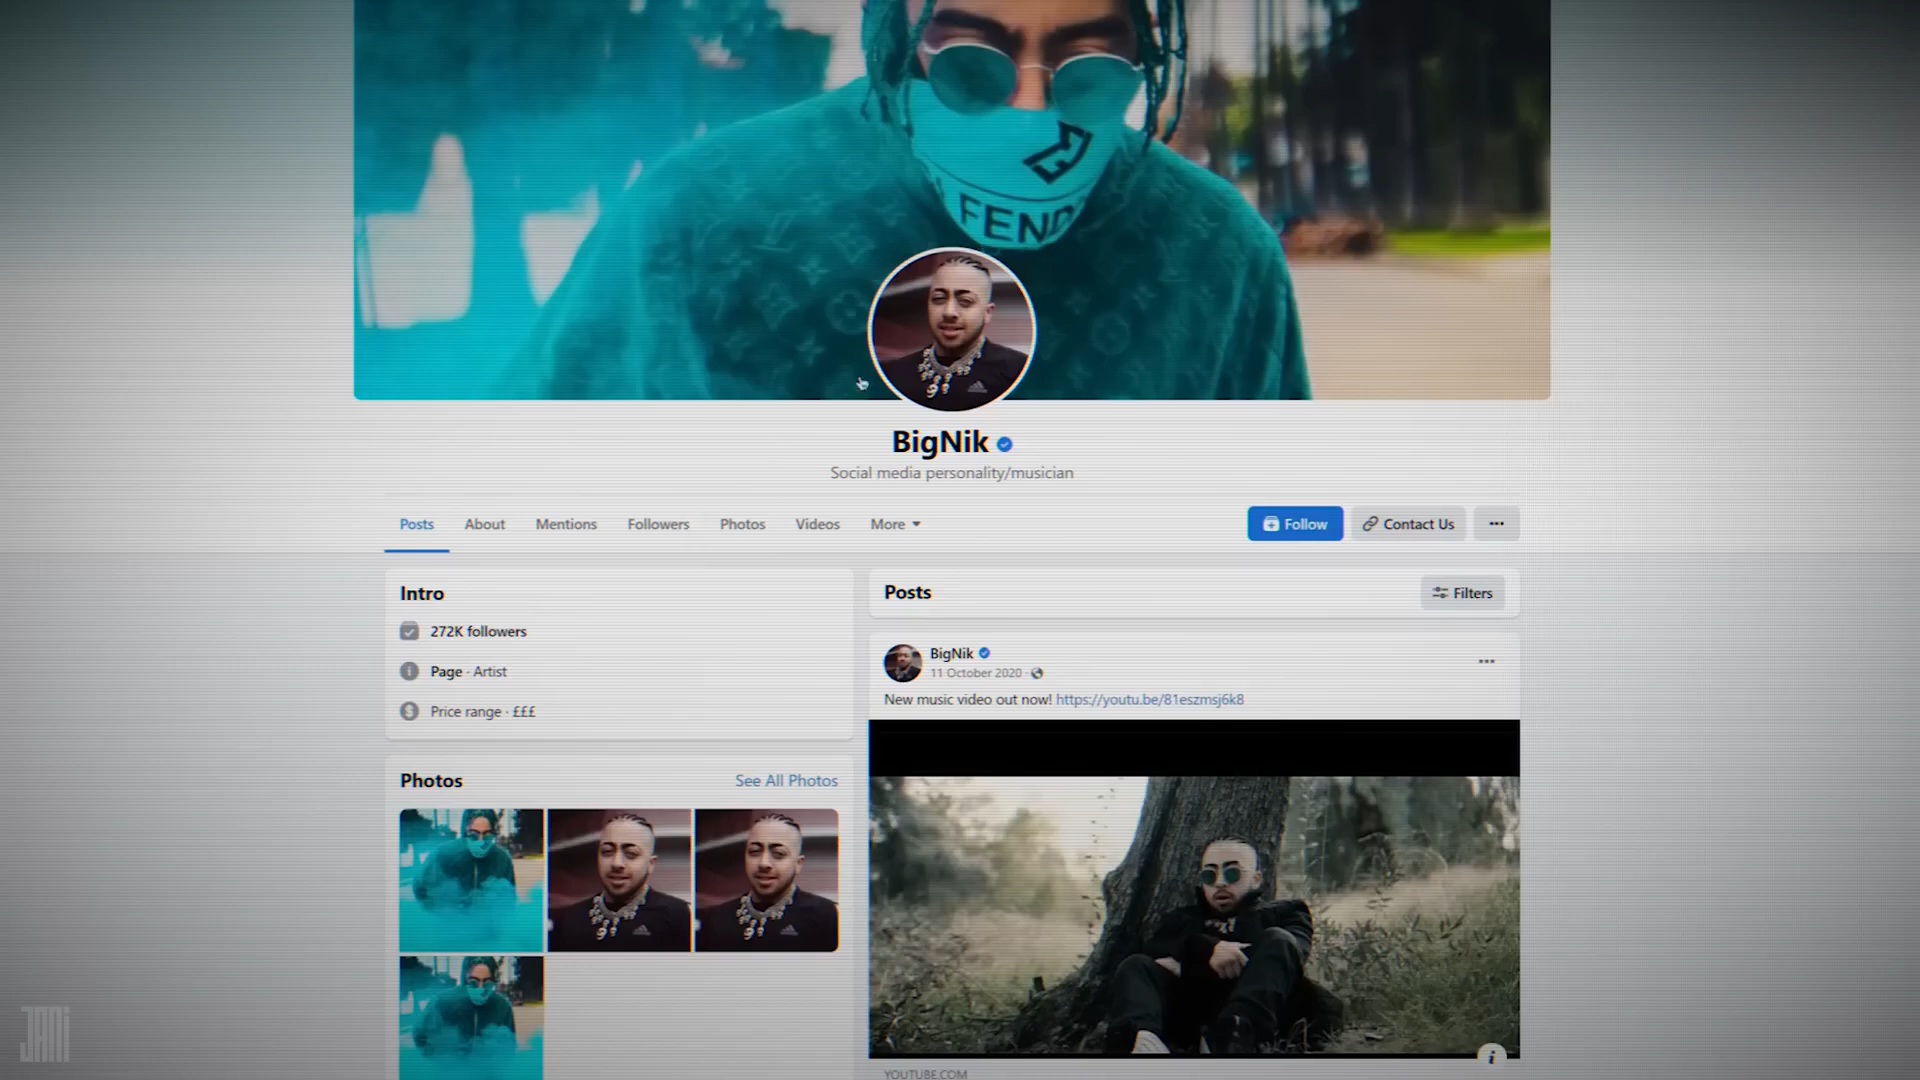 FEND
BigNik
Social media personality/musician
Posts
About
Mentions
Followers
Photos
Videos
More
Follow
Contact Us
Intro
272K followers
Page · Artist
Price range · £££
Photos
See All Photos
Posts
Filters
BigNik
11 October 2020 ·
New music video out now! https://youtu.be/81eszmsj6k8
YOUTUBE.COM
JANI